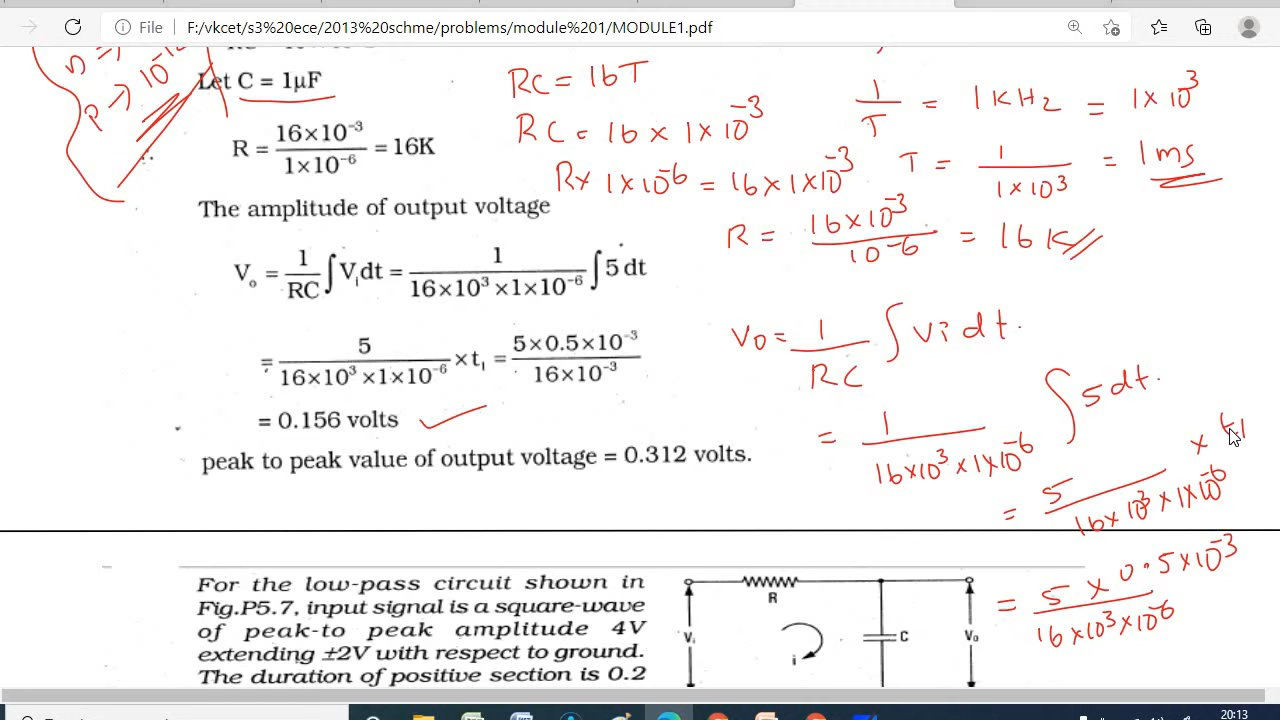 File
F:/vkcet/s3%20ece/2013%20schme/problems/module%201/MODULE1.pdf
n →
p → 10⁻¹²
Let C = 1µF
R = 16×10⁻³ / 1×10⁻⁶ = 16K
The amplitude of output voltage
Vₒ = 1/RC ∫Vᵢdt = 1 / 16×10³×1×10⁻⁶ ∫5 dt
= 5 / 16×10³×1×10⁻⁶ ×t₁ = 5×0.5×10⁻³ / 16×10⁻³
= 0.156 volts
peak to peak value of output voltage = 0.312 volts.
RC = 16T
RC = 16 × 1×10⁻³
R× 1×10⁻⁶ = 16×1×10⁻³
R = 16×10⁻³ / 10⁻⁶ = 16K
1/T = 1KHz = 1×10³
T = 1 / 1×10³ = 1ms
Vo = 1/RC ∫Vi dt.
= 1 / 16×10³×1×10⁻⁶ ∫5dt.
= 5 / 16×10³×1×10⁻⁶ × t₁
= 5 × 0.5×10⁻³ / 16×10³×10⁻⁶
For the low-pass circuit shown in
Fig.P5.7, input signal is a square-wave
of peak-to peak amplitude 4V
extending ±2V with respect to ground.
The duration of positive section is 0.2
R
Vᵢ
i
C
Vₒ
20:13